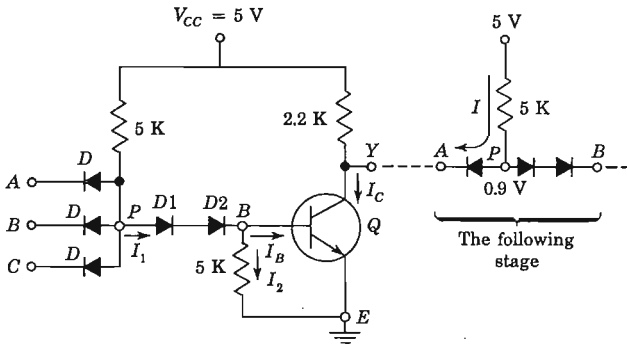 V_CC = 5 V
5 V
5 K
2.2 K
I
5 K
D
A
Y
A
P
B
I_C
0.9 V
D
P
D1
D2
B
Q
B
I_1
I_B
The following
stage
D
C
5 K
I_2
E